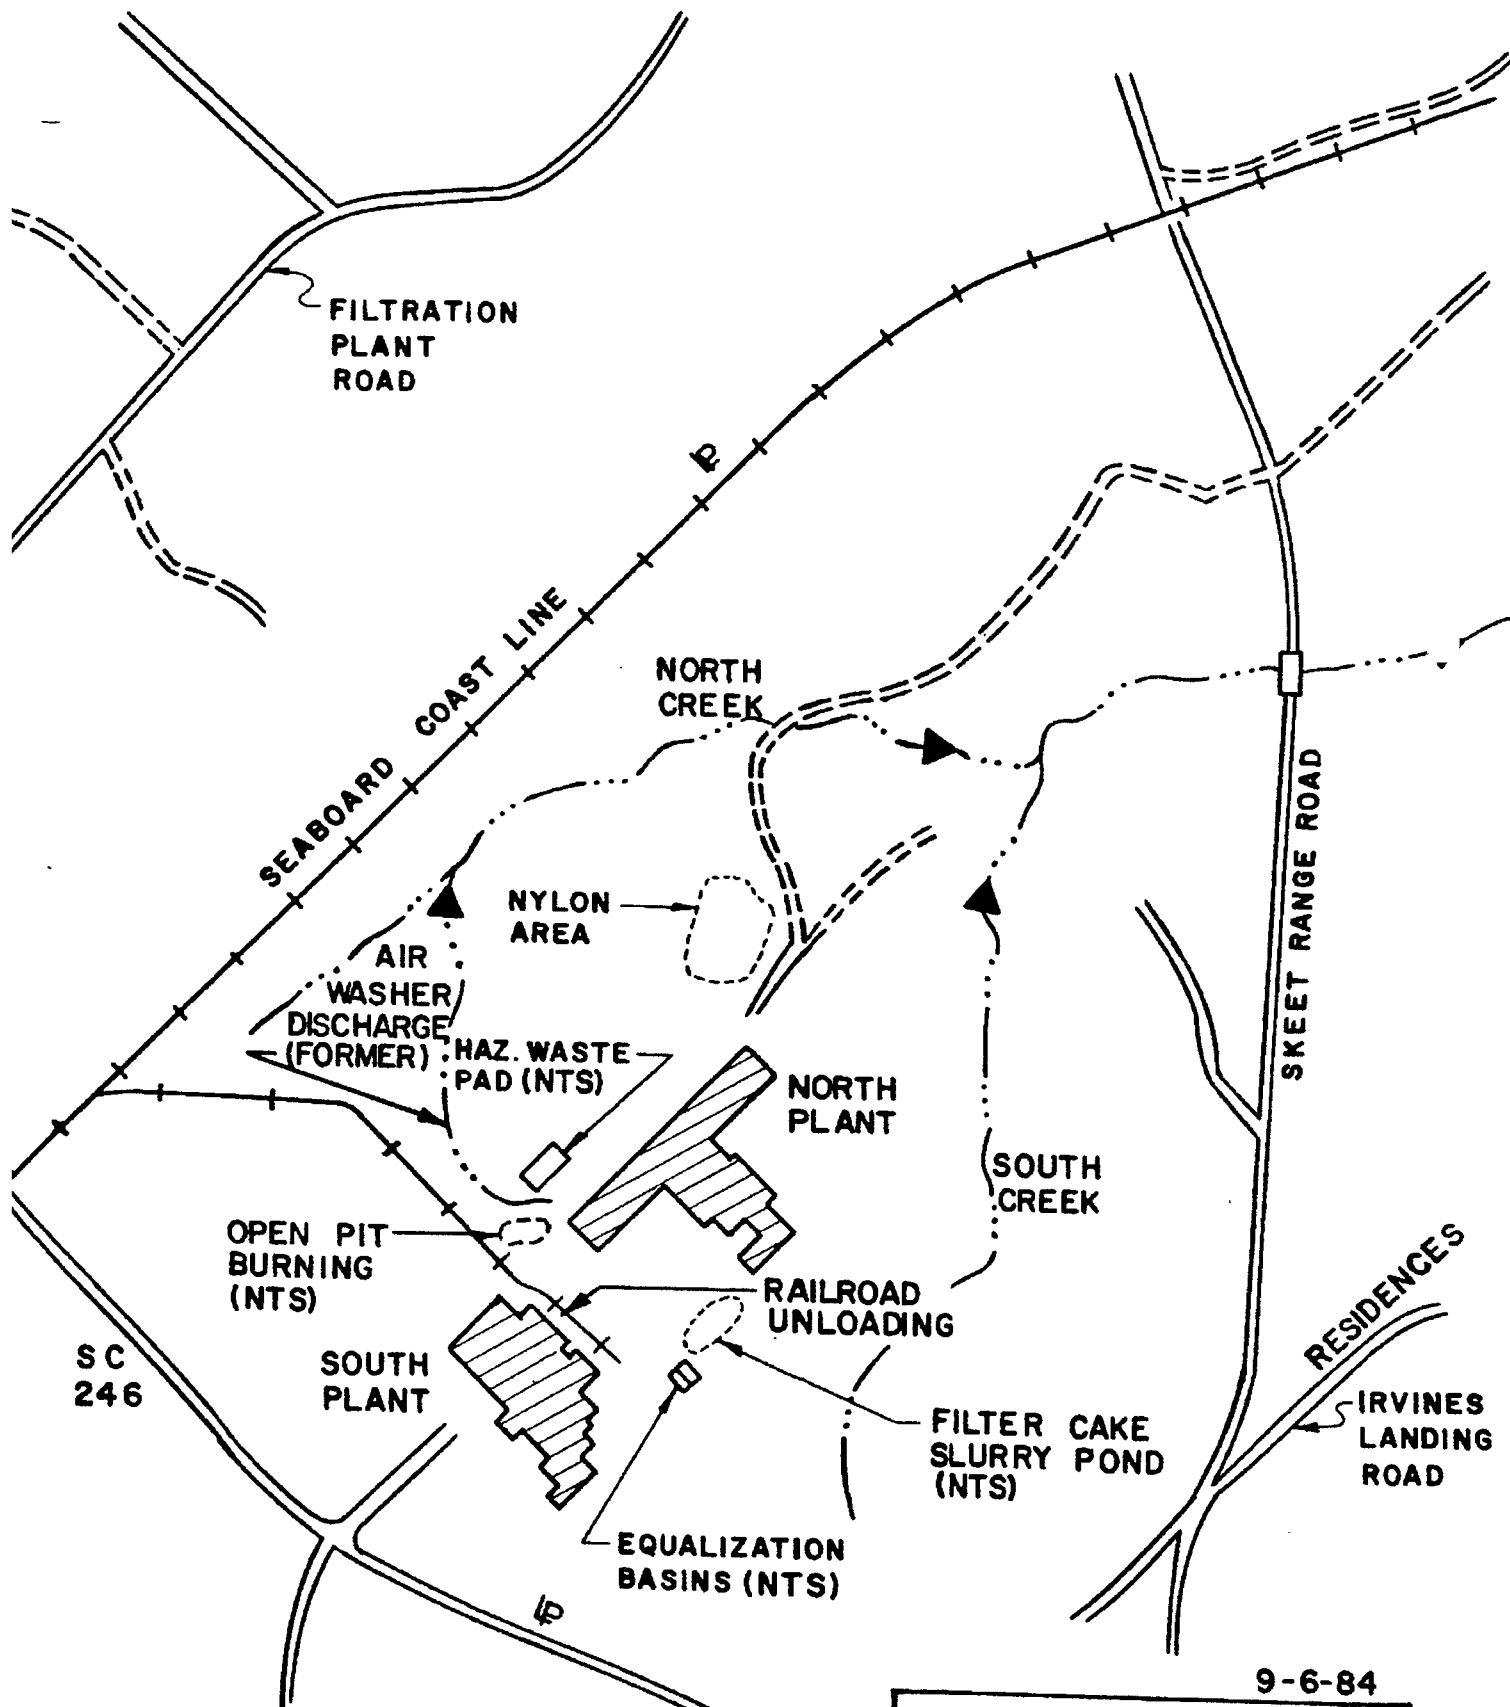 FILTRATION
PLANT
ROAD
SEABOARD COAST LINE
NORTH
CREEK
NYLON
AREA
AIR
WASHER
DISCHARGE
(FORMER)
HAZ. WASTE
PAD (NTS)
NORTH
PLANT
SKEET RANGE ROAD
SOUTH
CREEK
OPEN PIT
BURNING
(NTS)
RAILROAD
UNLOADING
RESIDENCES
SC
246
SOUTH
PLANT
IRVINES
LANDING
ROAD
FILTER CAKE
SLURRY POND
(NTS)
EQUALIZATION
BASINS (NTS)
9-6-84